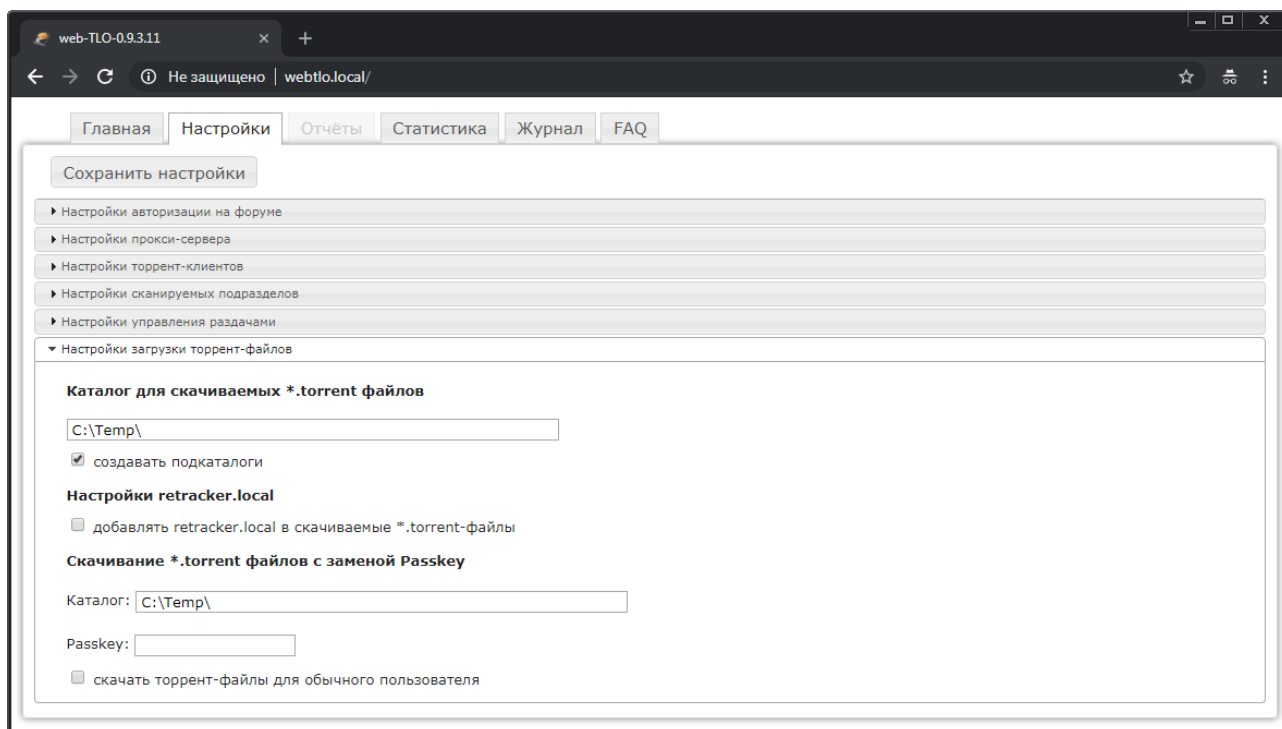 web-TLO-0.9.3.11
Не защищено webtlo.local/
Главная Настройки Отчёты Статистика Журнал FAQ
Сохранить настройки
Настройки авторизации на форуме
Настройки прокси-сервера
Настройки торрент-клиентов
Настройки сканируемых подразделов
Настройки управления раздачами
Настройки загрузки торрент-файлов
Каталог для скачиваемых *.torrent файлов
C:\Temp\
создавать подкаталоги
Настройки retracker.local
добавлять retracker.local в скачиваемые *.torrent-файлы
Скачивание *.torrent файлов с заменой Passkey
Каталог: C:\Temp\
Passkey:
скачать торрент-файлы для обычного пользователя